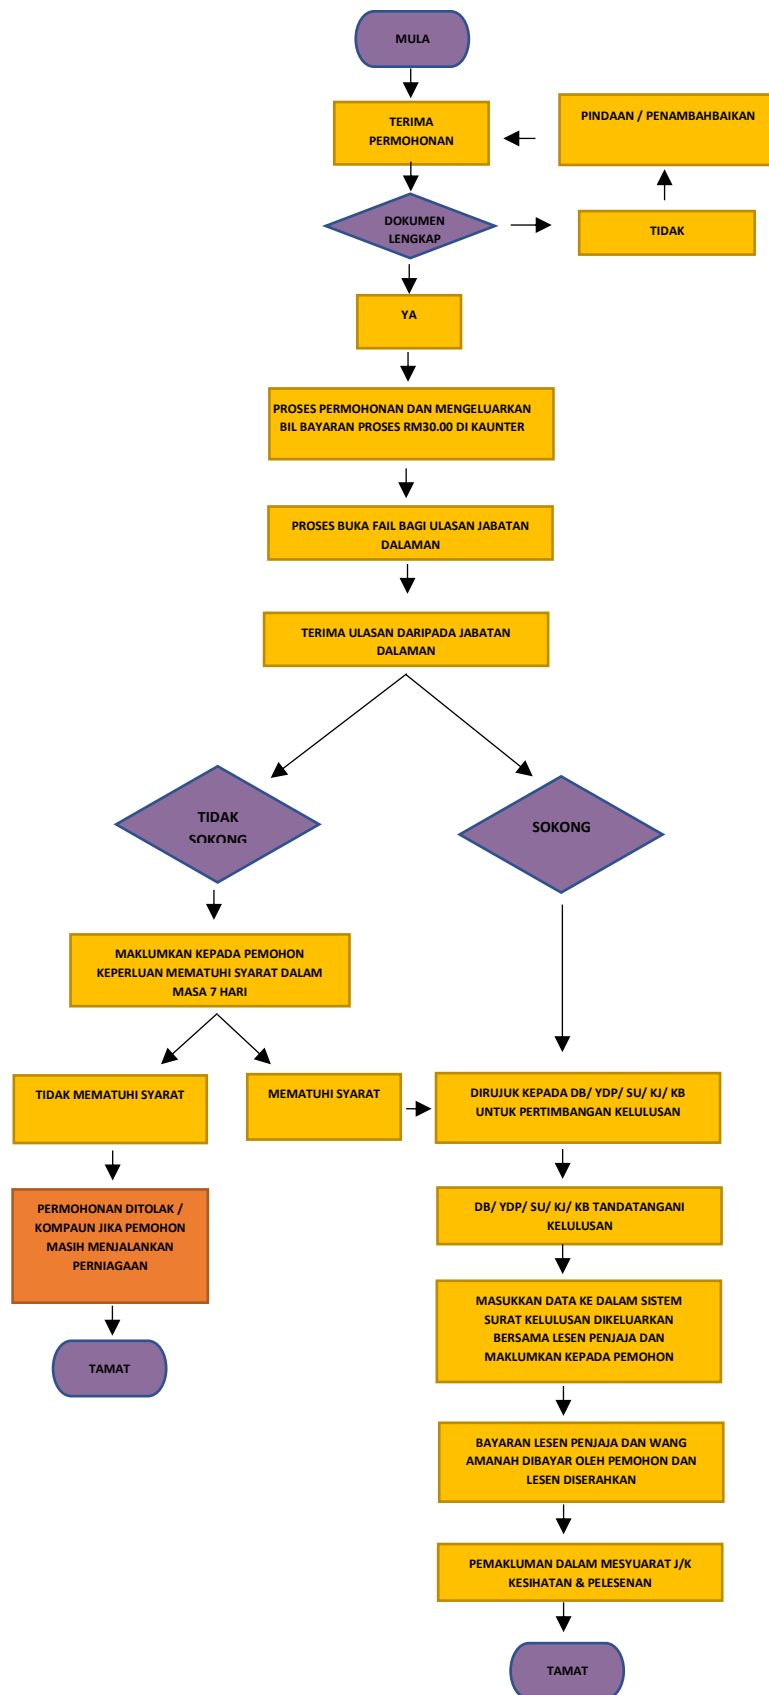 MULA
TERIMA
PERMOHONAN
PINDAAN / PENAMBAHBAIKAN
DOKUMEN
LENGKAP
TIDAK
YA
PROSES PERMOHONAN DAN MENGELUARKAN
BIL BAYARAN PROSES RM30.00 DI KAUNTER
PROSES BUKA FAIL BAGI ULASAN JABATAN
DALAMAN
TERIMA ULASAN DARIPADA JABATAN
DALAMAN
TIDAK
SOKONG
SOKONG
MAKLUMKAN KEPADA PEMOHON
KEPERLUAN MEMATUHI SYARAT DALAM
MASA 7 HARI
TIDAK MEMATUHI SYARAT
MEMATUHI SYARAT
DIRUJUK KEPADA DB/ YDP/ SU/ KJ/ KB
UNTUK PERTIMBANGAN KELULUSAN
PERMOHONAN DITOLAK /
KOMPAUN JIKA PEMOHON
MASIH MENJALANKAN
PERNIAGAAN
TAMAT
DB/ YDP/ SU/ KJ/ KB TANDATANGANI
KELULUSAN
MASUKKAN DATA KE DALAM SISTEM
SURAT KELULUSAN DIKELUARKAN
BERSAMA LESEN PENJAJA DAN
MAKLUMKAN KEPADA PEMOHON
BAYARAN LESEN PENJAJA DAN WANG
AMANAH DIBAYAR OLEH PEMOHON DAN
LESEN DISERAHKAN
PEMAKLUMAN DALAM MESYUARAT J/K
KESIHATAN & PELESENAN
TAMAT